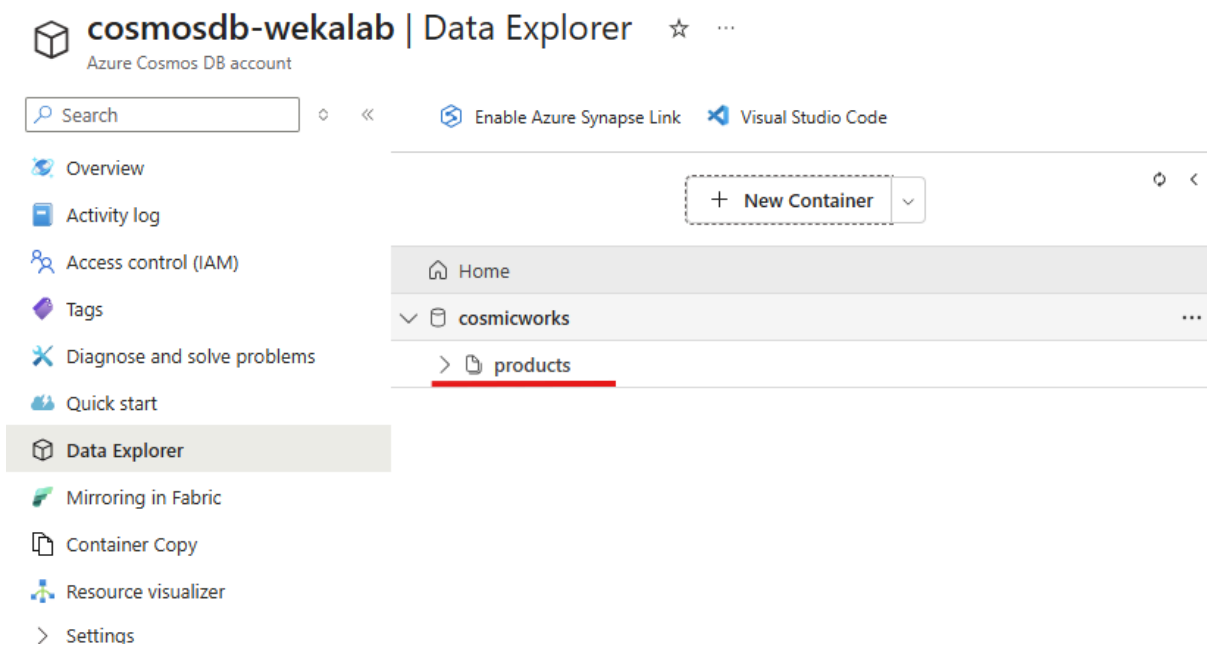 cosmosdb-wekalab | Data Explorer
Azure Cosmos DB account
Search
Enable Azure Synapse Link
Visual Studio Code
Overview
Activity log
Access control (IAM)
Tags
Diagnose and solve problems
Quick start
Data Explorer
Mirroring in Fabric
Container Copy
Resource visualizer
Settings
+ New Container
Home
cosmicworks
products